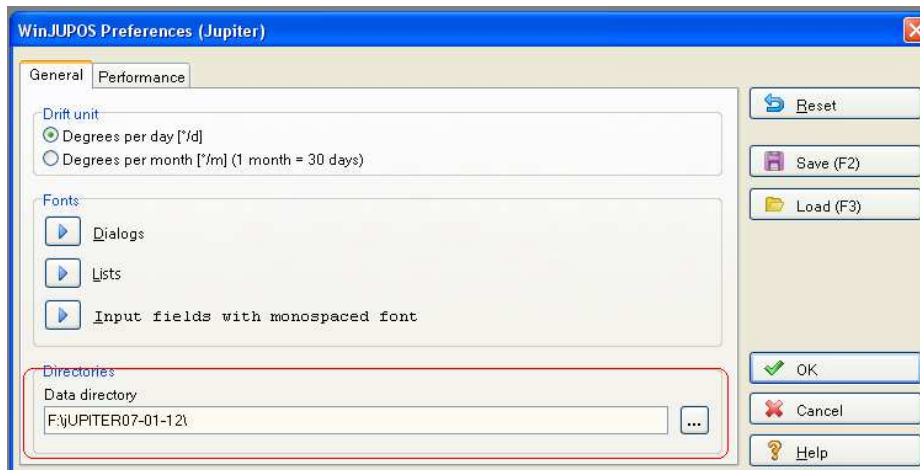 WinJUPOS Preferences (Jupiter)
General
Performance
Drift unit
Degrees per day [°/d]
Degrees per month [°/m] (1 month = 30 days)
Fonts
Dialogs
Lists
Input fields with monospaced font
Directories
Data directory
F:\jUPITER07-01-12\
...
Reset
Save (F2)
Load (F3)
OK
Cancel
Help